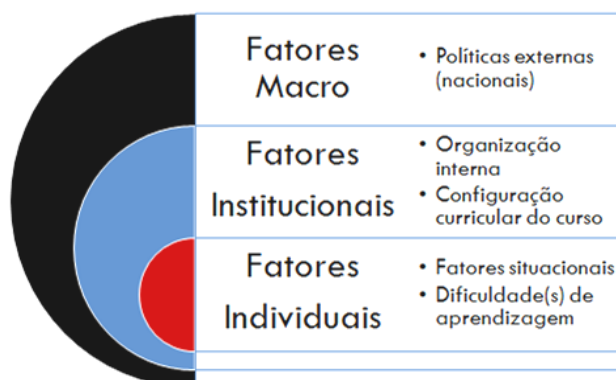 Fatores
Macro
• Políticas externas
(nacionais)
Fatores
Institucionais
• Organização
interna
• Configuração
curricular do curso
Fatores
Individuais
• Fatores situacionais
• Dificuldade(s) de
aprendizagem